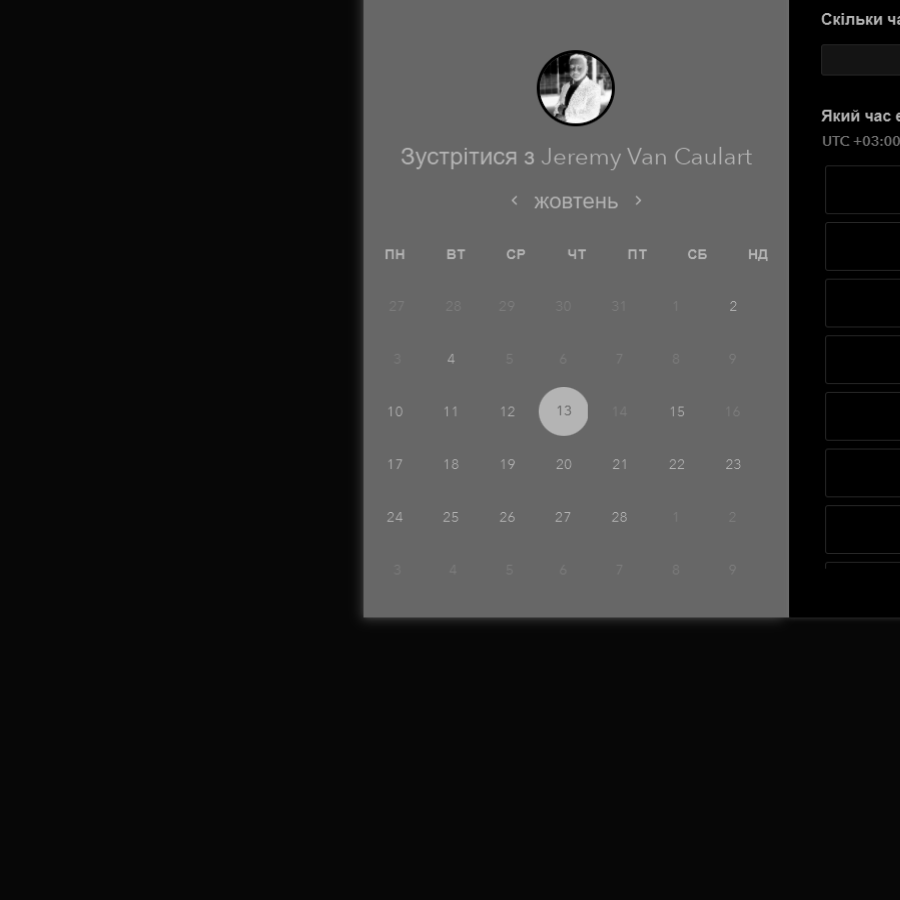 Скільки ча
Який час є
UTC +03:00
Зустрітися з Jeremy Van Caulart
жовтень
ПН ВТ СР ЧТ ПТ СБ НД
27 28 29 30 31 1 2
3 4 5 6 7 8 9
10 11 12 13 14 15 16
17 18 19 20 21 22 23
24 25 26 27 28 1 2
3 4 5 6 7 8 9